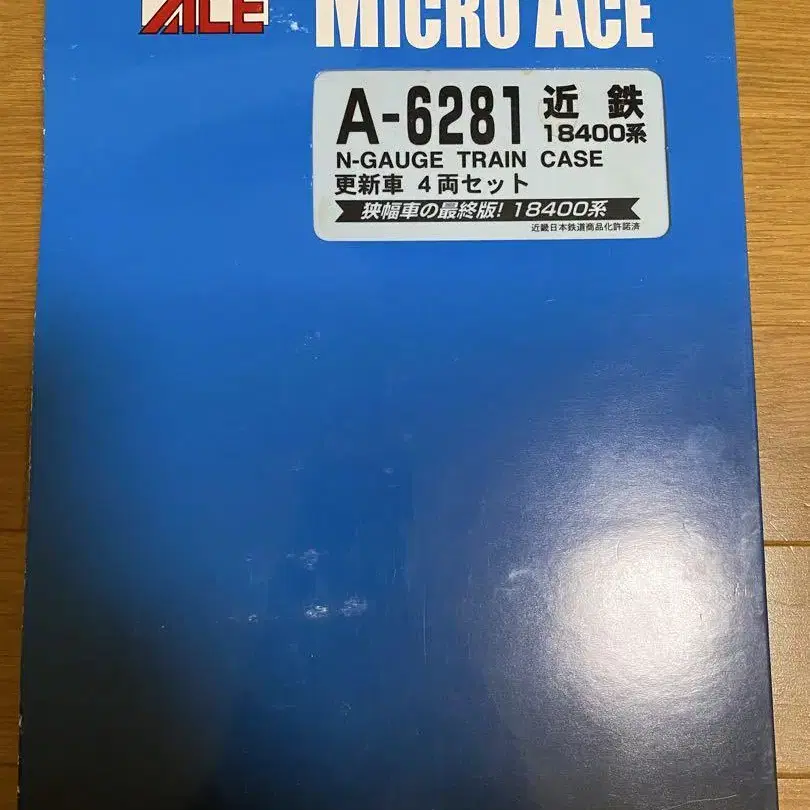 ACE
MICRO ACE
A-6281 近鉄
18400系
N-GAUGE TRAIN CASE
更新車 4両セット
狭幅車の最終版! 18400系
近畿日本鉄道商品化許諾済